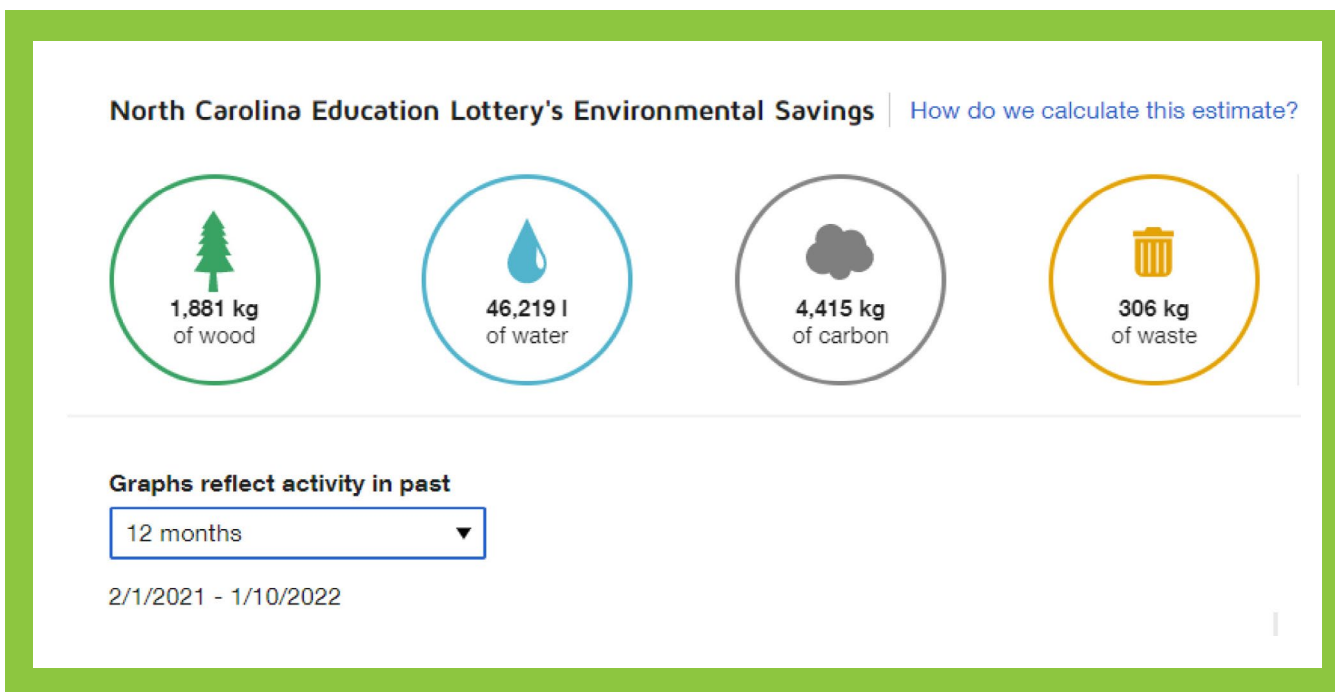 North Carolina Education Lottery's Environmental Savings
How do we calculate this estimate?
1,881 kg
of wood
46,219 l
of water
4,415 kg
of carbon
306 kg
of waste
Graphs reflect activity in past
12 months
2/1/2021 - 1/10/2022